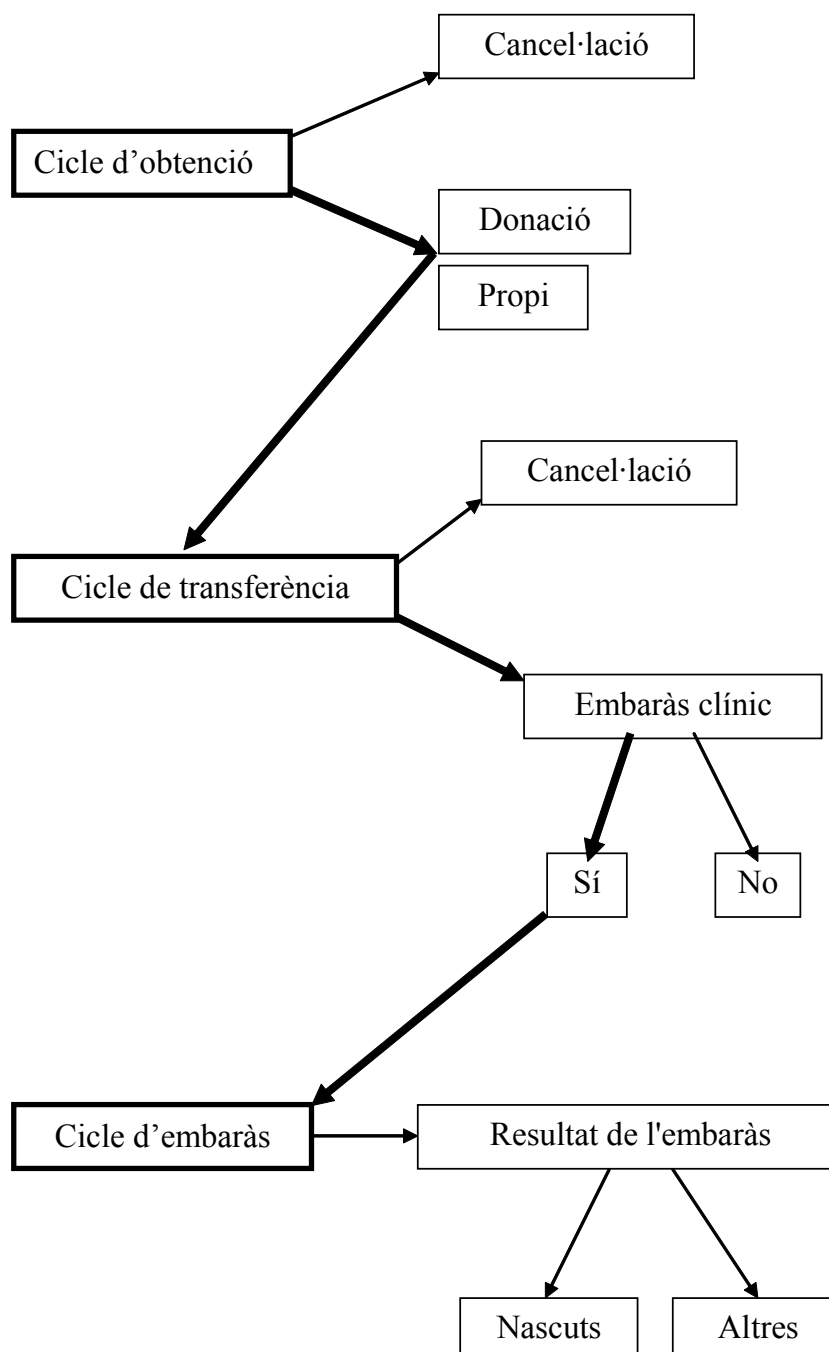 Cancel·lació
Cicle d’obtenció
Donació
Propi
Cancel·lació
Cicle de transferència
Embaràs clínic
Sí
No
Cicle d’embaràs
Resultat de l'embaràs
Nascuts
Altres